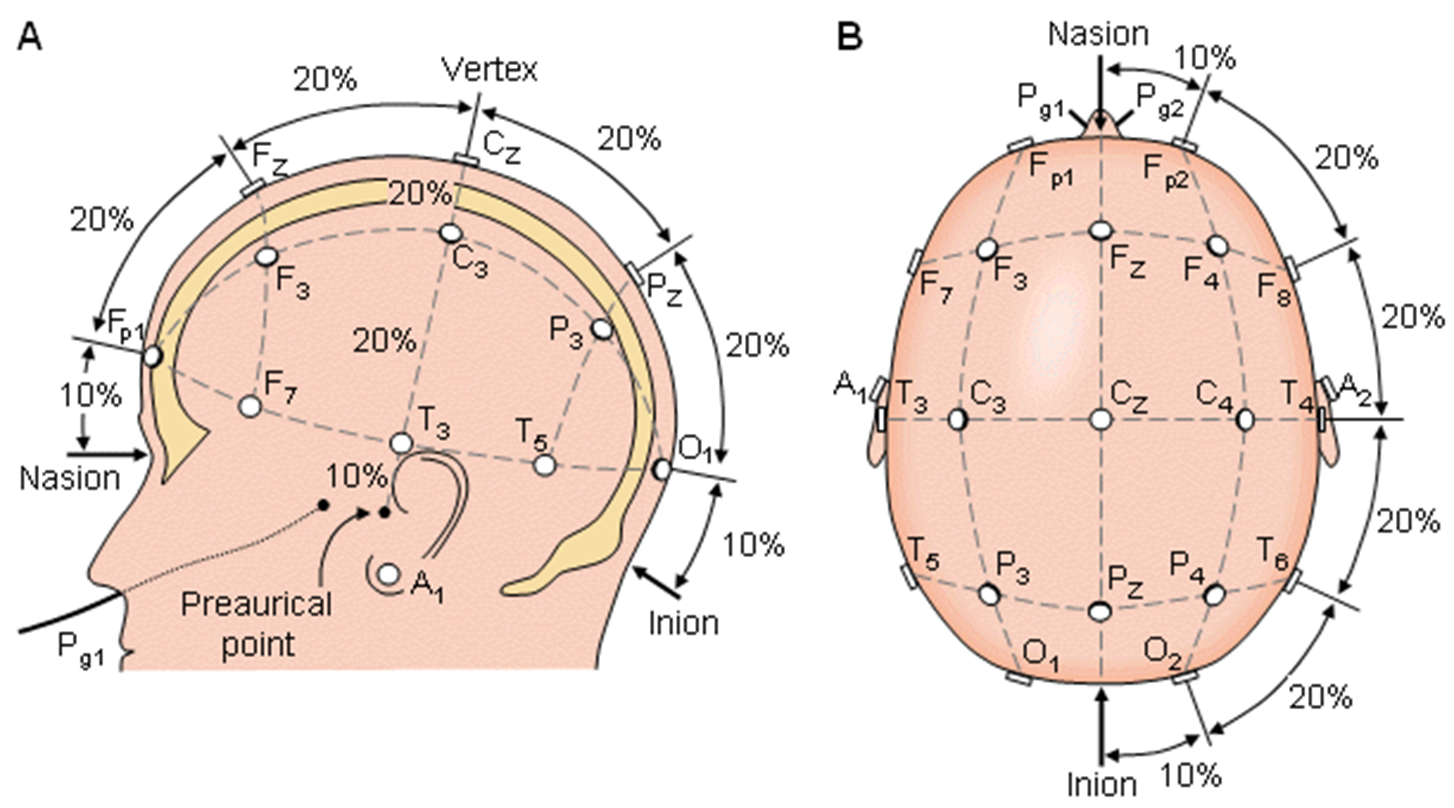 A
20%
Vertex
20%
Fz
Cz
20%
20%
C3
F3
Pz
Fp1
P3
20%
20%
10%
F7
T3
T5
O1
Nasion
10%
10%
A1
Preaurical
point
Inion
Pg1
B
Nasion
10%
Pg1
Pg2
Fp1
Fp2
20%
F7
F3
Fz
F4
F8
20%
A1
T3
C3
Cz
C4
T4
A2
20%
T5
P3
Pz
P4
T6
O1
O2
20%
Inion
10%